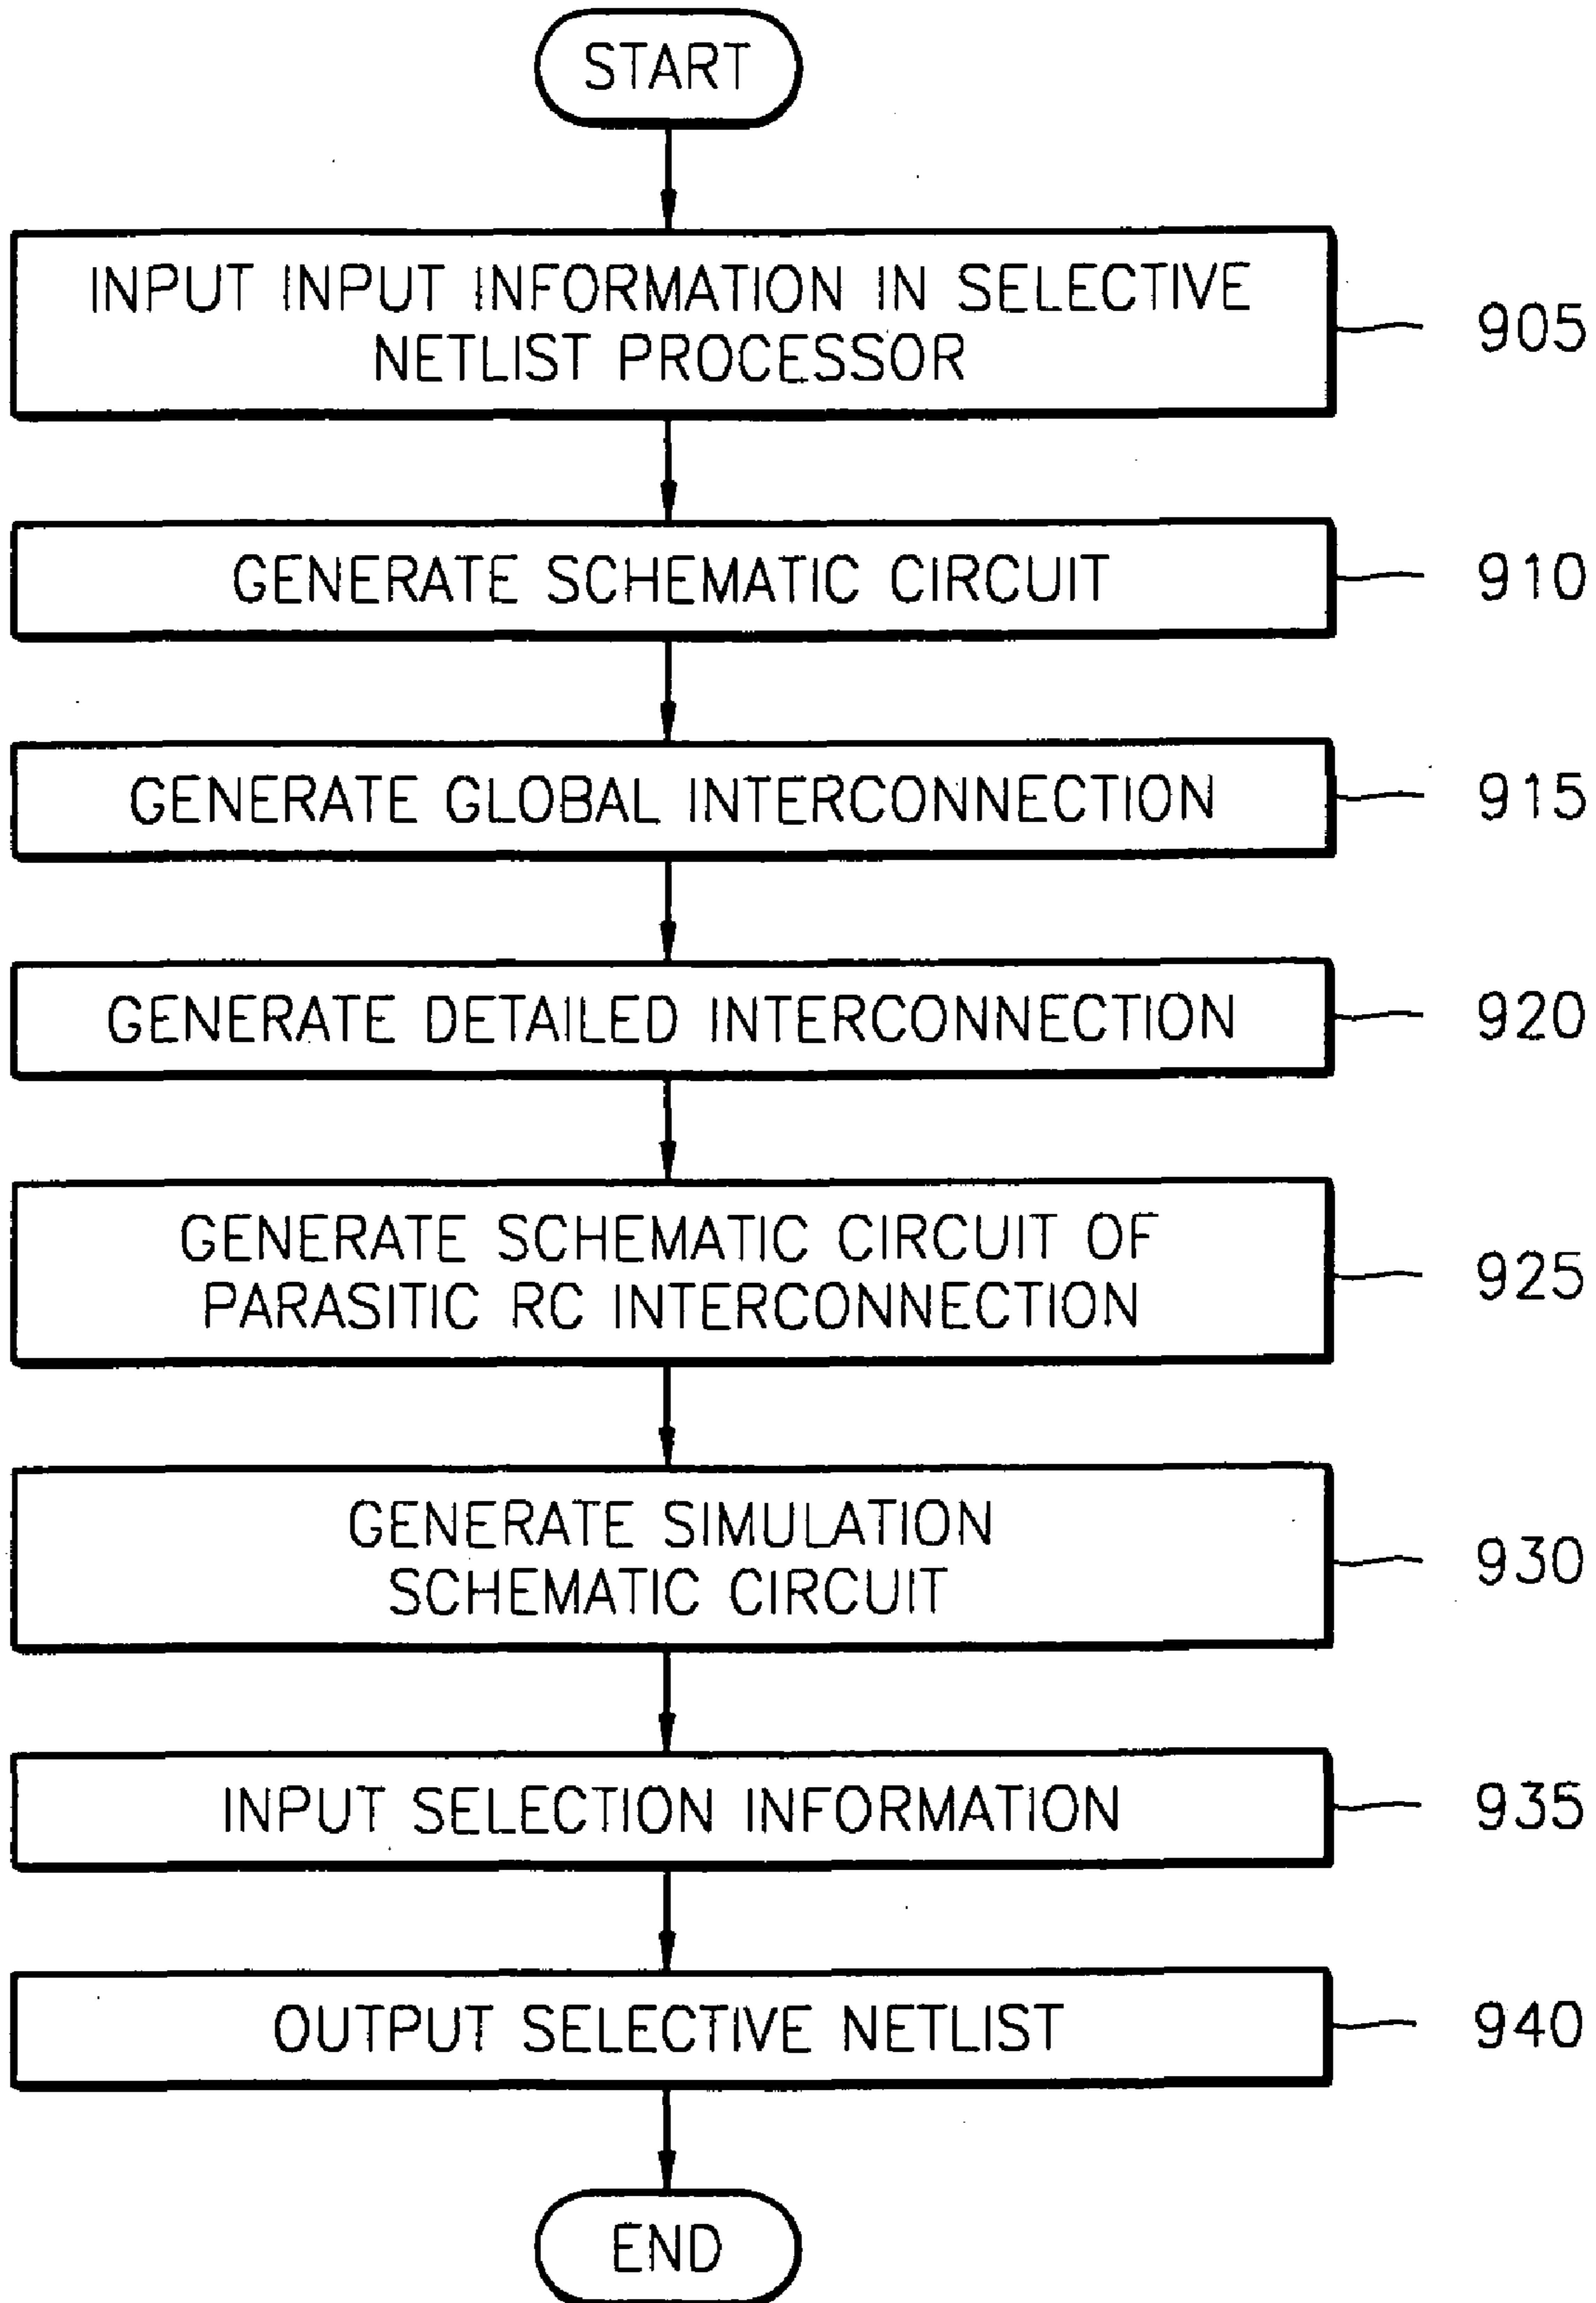 START
INPUT INPUT INFORMATION IN SELECTIVE
NETLIST PROCESSOR
905
GENERATE SCHEMATIC CIRCUIT
910
GENERATE GLOBAL INTERCONNECTION
915
GENERATE DETAILED INTERCONNECTION
920
GENERATE SCHEMATIC CIRCUIT OF
PARASITIC RC INTERCONNECTION
925
GENERATE SIMULATION
SCHEMATIC CIRCUIT
930
INPUT SELECTION INFORMATION
935
OUTPUT SELECTIVE NETLIST
940
END